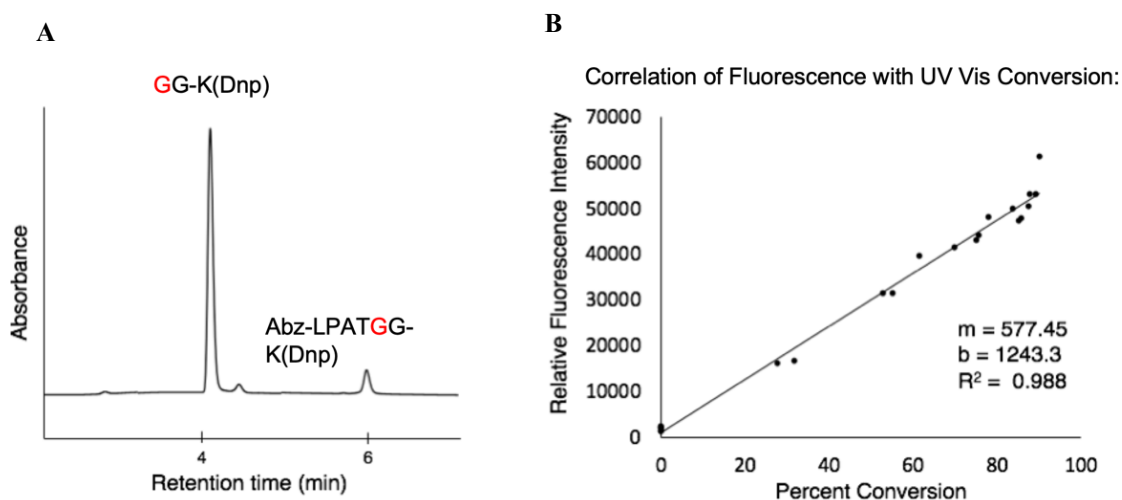 A
GG-K(Dnp)
Abz-LPATGG-
K(Dnp)
Absorbance
4
6
Retention time (min)
B
Correlation of Fluorescence with UV Vis Conversion:
Relative Fluorescence Intensity
70000
60000
50000
40000
30000
20000
10000
0
m = 577.45
b = 1243.3
R² = 0.988
0
20
40
60
80
100
Percent Conversion